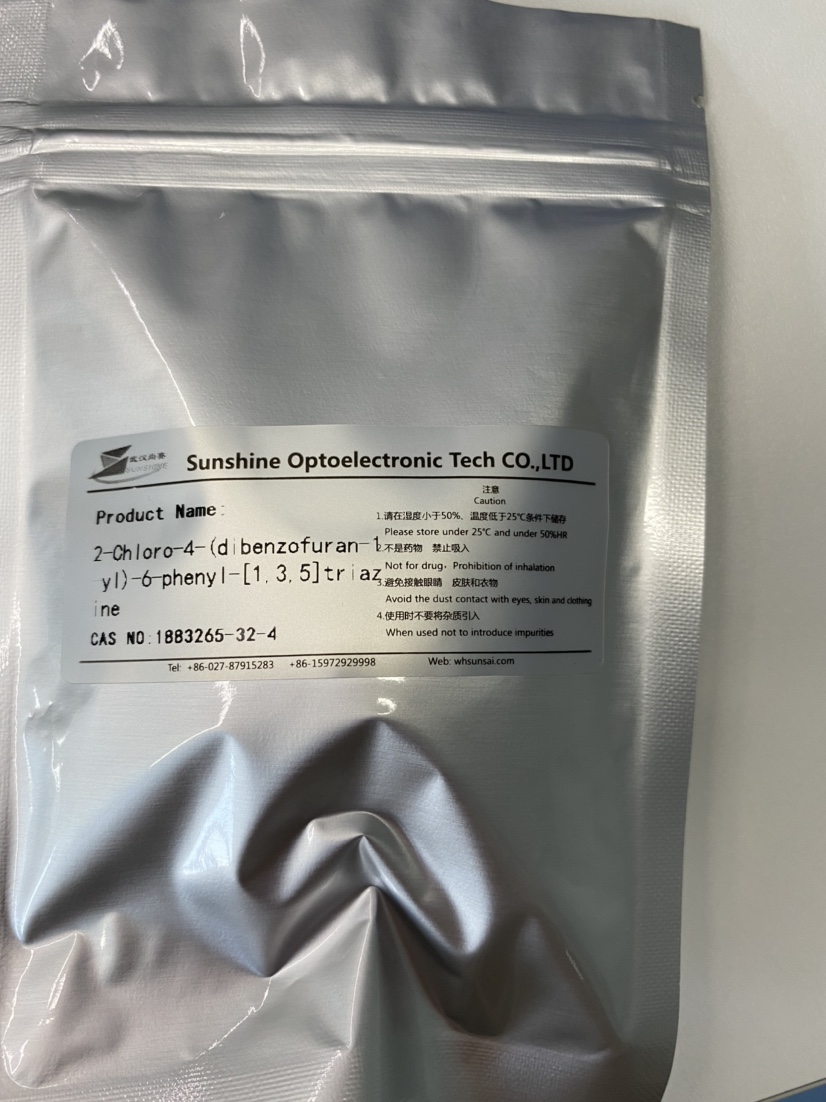 武汉尚赛
SUNSHINE
Sunshine Optoelectronic Tech CO.,LTD
Product Name:
2-Chloro-4-(dibenzofuran-1
yl)-6-phenyl-[1,3,5]triaz
ine
CAS NO:1883265-32-4
注意
Caution
1.请在湿度小于50%、温度低于25℃条件下储存
Please store under 25℃ and under 50%HR
2.不是药物 禁止吸入
Not for drug，Prohibition of inhalation
3.避免接触眼睛 皮肤和衣物
Avoid the dust contact with eyes, skin and clothing
4.使用时不要将杂质引入
When used not to introduce impurities
Tel: +86-027-87915283 +86-15972929998 Web: whsunsai.com